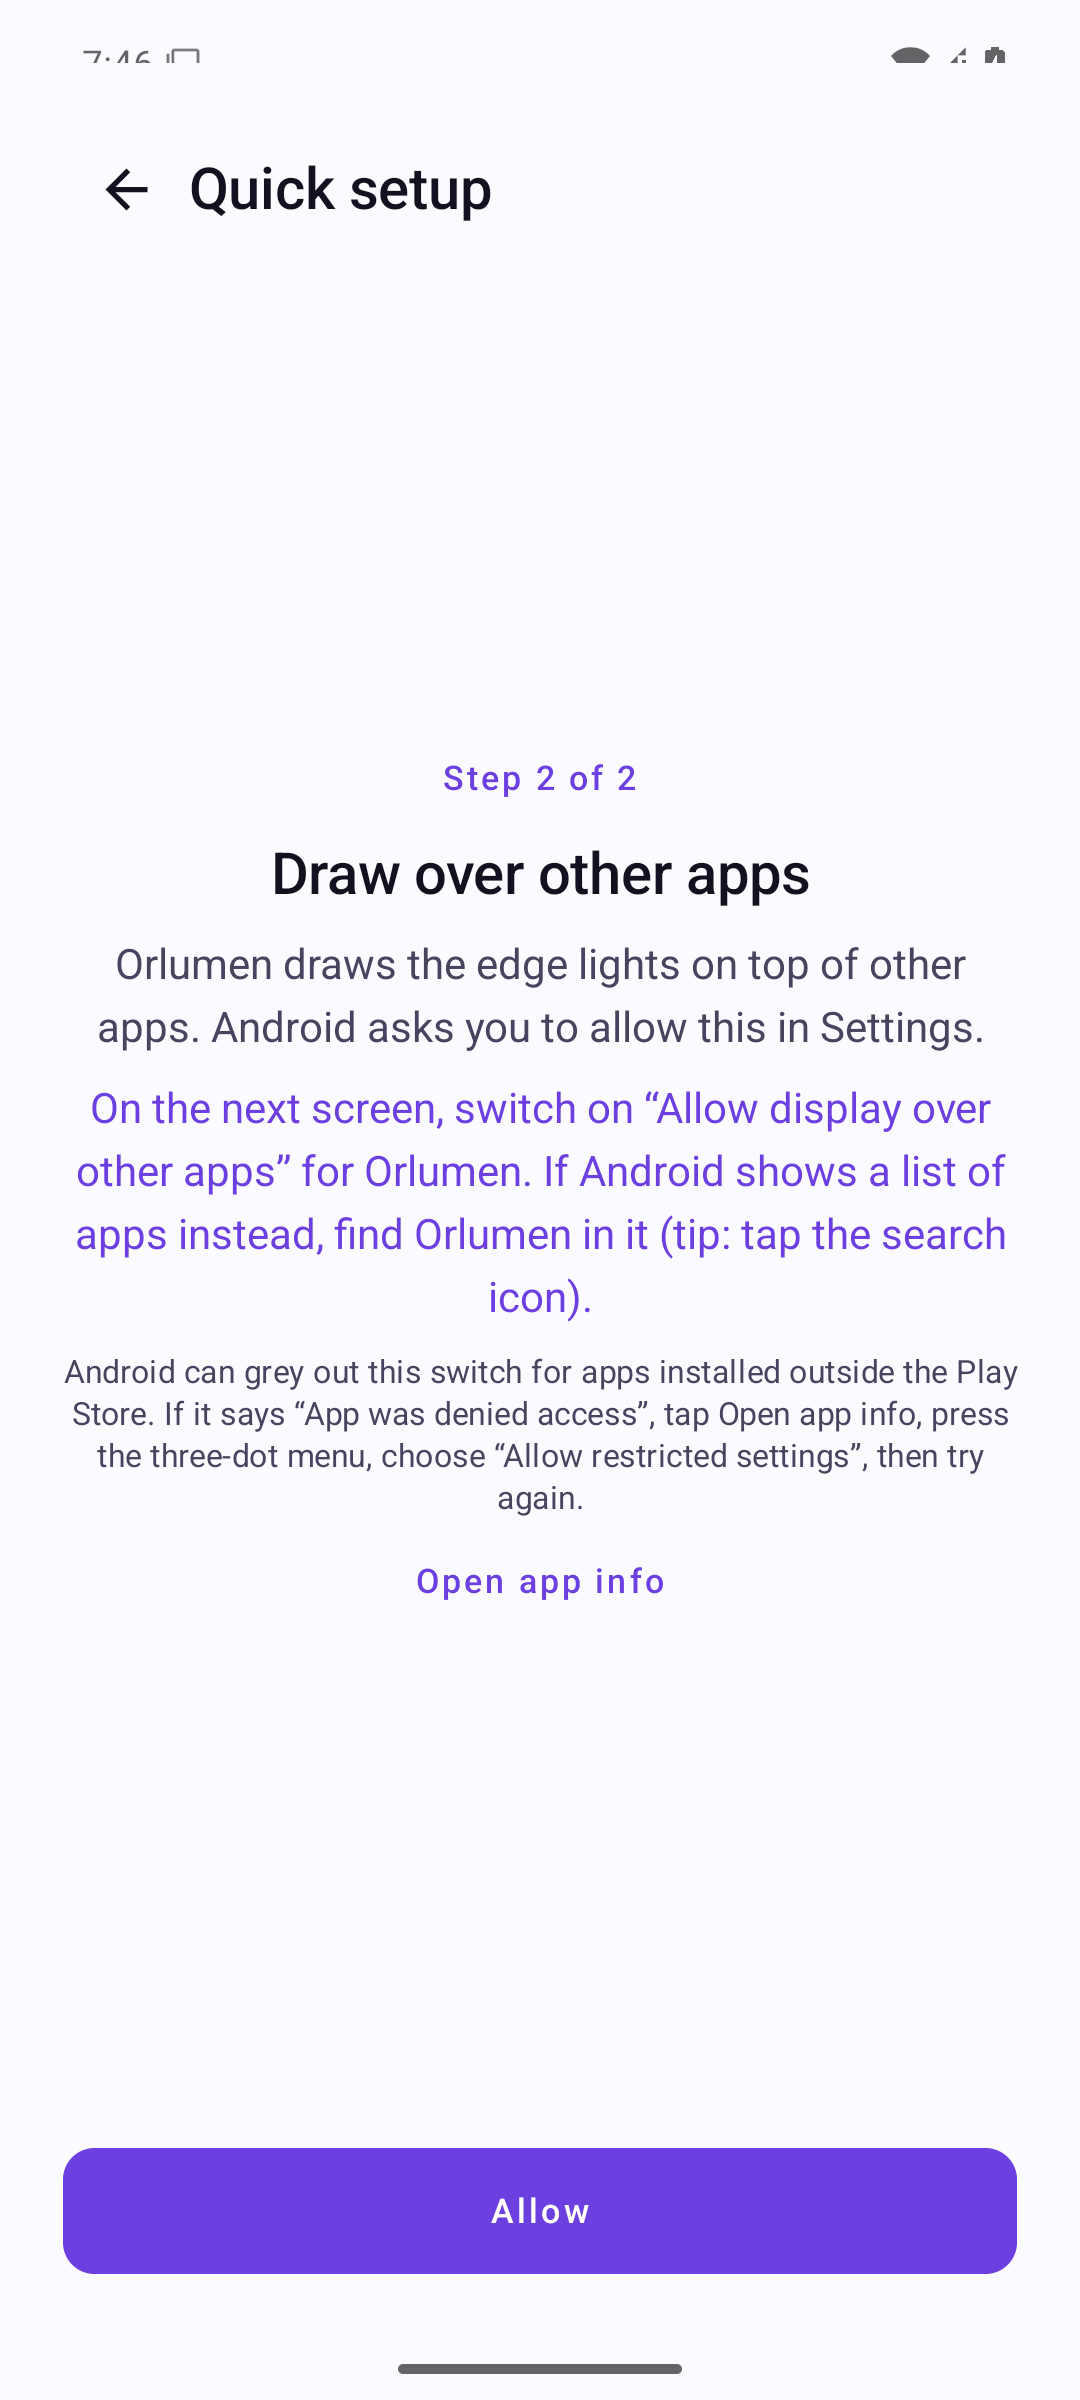 7:46
Quick setup
Step 2 of 2
Draw over other apps
Orlumen draws the edge lights on top of other
apps. Android asks you to allow this in Settings.
On the next screen, switch on “Allow display over
other apps” for Orlumen. If Android shows a list of
apps instead, find Orlumen in it (tip: tap the search
icon).
Android can grey out this switch for apps installed outside the Play
Store. If it says “App was denied access”, tap Open app info, press
the three-dot menu, choose “Allow restricted settings”, then try
again.
Open app info
Allow